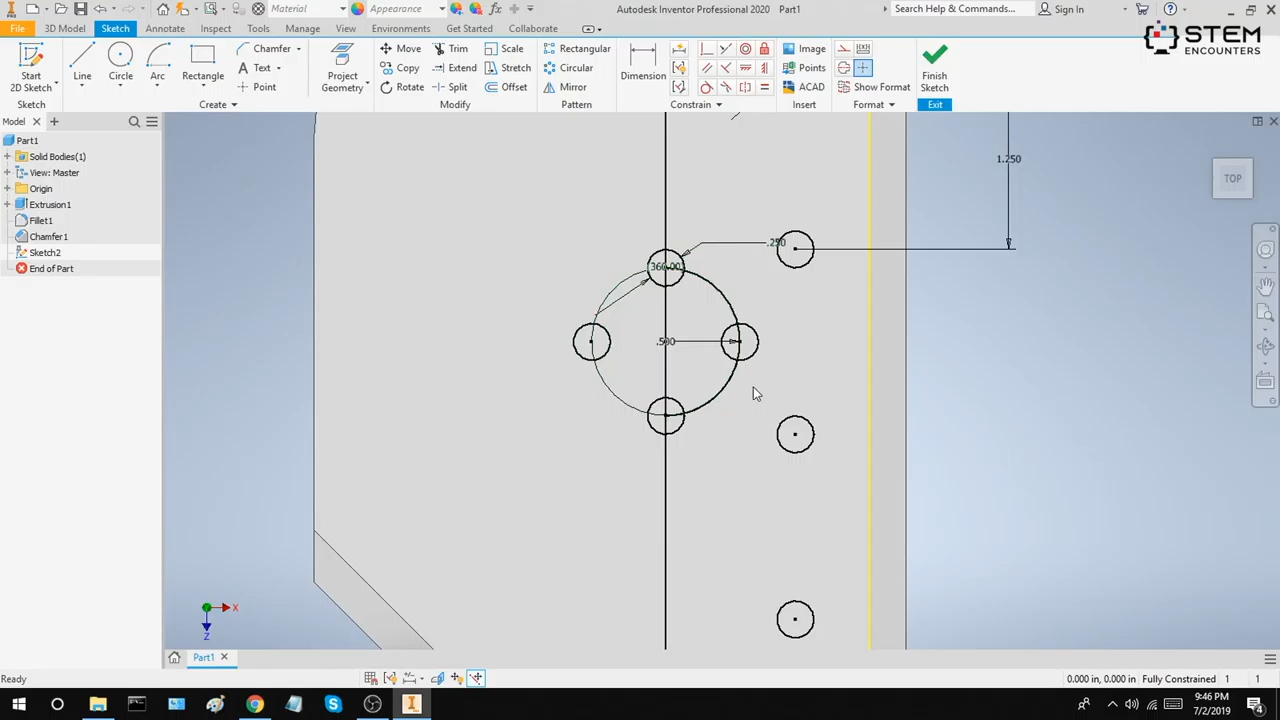 Material
Appearance
Autodesk Inventor Professional 2020 Part1
Search Help & Commands...
Sign In
File
3D Model
Sketch
Annotate
Inspect
Tools
Manage
View
Environments
Get Started
Collaborate
STEM
ENCOUNTERS
Start
2D Sketch
Line
Circle
Arc
Rectangle
Chamfer
Text
Point
Project
Geometry
Move
Copy
Rotate
Trim
Extend
Split
Scale
Stretch
Offset
Rectangular
Circular
Mirror
Dimension
Image
Points
ACAD
Show Format
Finish
Sketch
Sketch
Create
Modify
Pattern
Constrain
Insert
Format
Exit
Model
Part1
Solid Bodies(1)
View: Master
Origin
Extrusion1
Fillet1
Chamfer1
Sketch2
End of Part
1.250
TOP
.250
.500
X
Z
Part1
Ready
0.000 in, 0.000 in
Fully Constrained
1
1
9:46 PM
7/2/2019
4